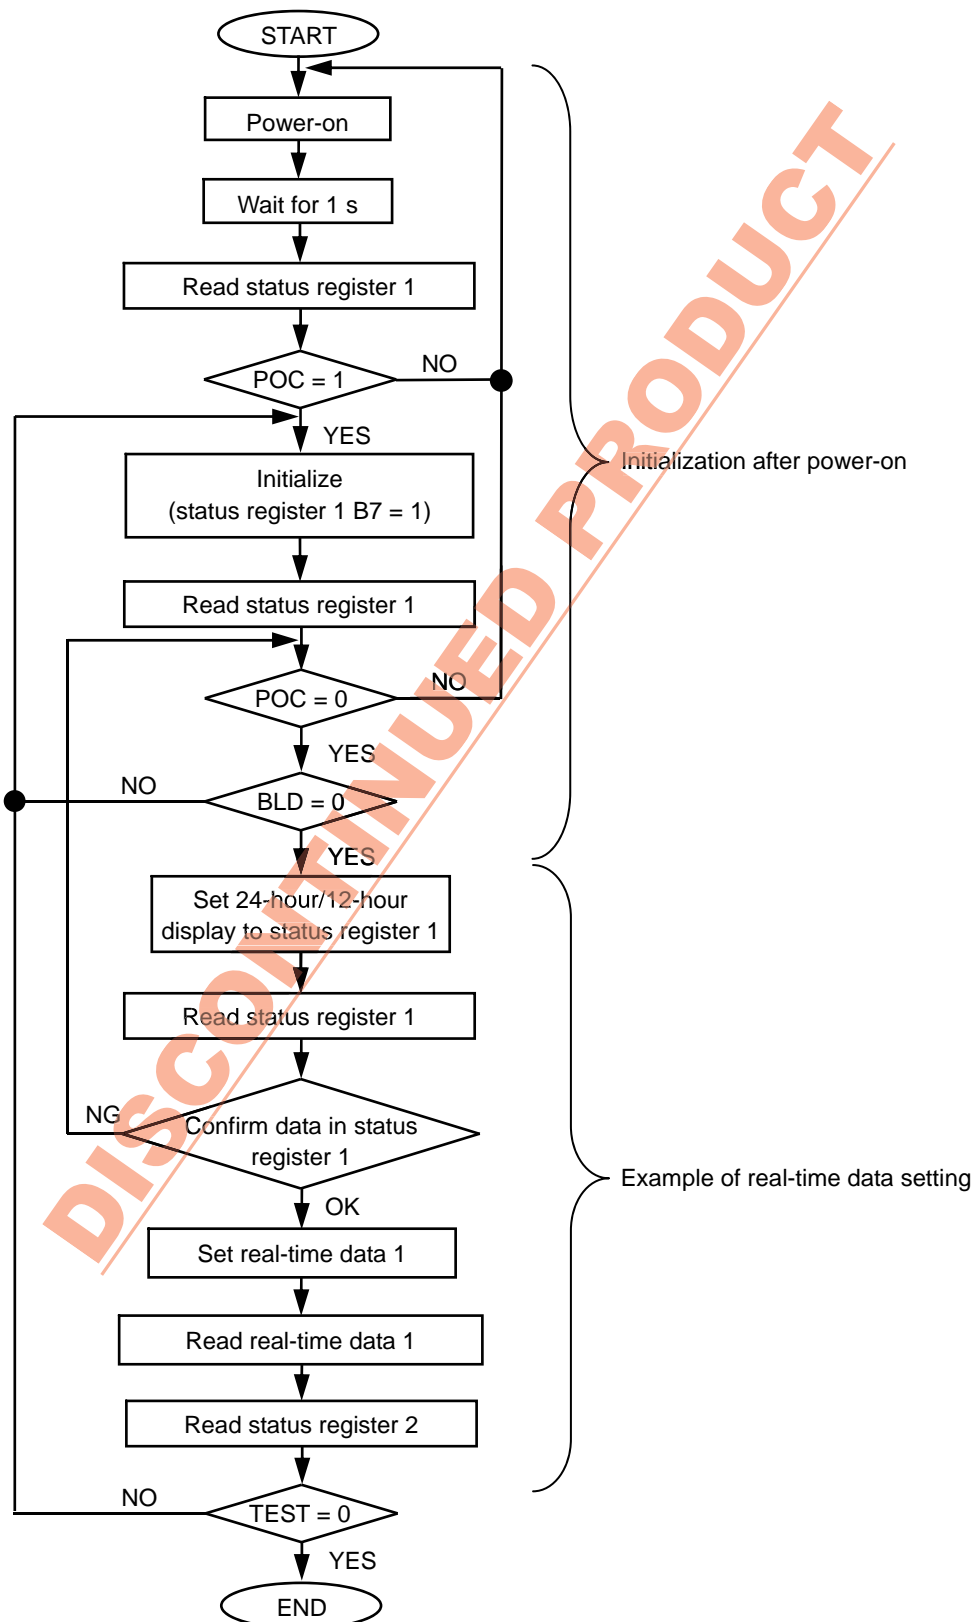 START
Power-on
Wait for 1 s
Read status register 1
POC = 1
NO
YES
Initialize
(status register 1 B7 = 1)
Initialization after power-on
Read status register 1
POC = 0
NO
YES
NO
BLD = 0
YES
Set 24-hour/12-hour
display to status register 1
Read status register 1
NG
Confirm data in status
register 1
Example of real-time data setting
OK
Set real-time data 1
Read real-time data 1
Read status register 2
NO
TEST = 0
YES
END
DISCONTINUED PRODUCT